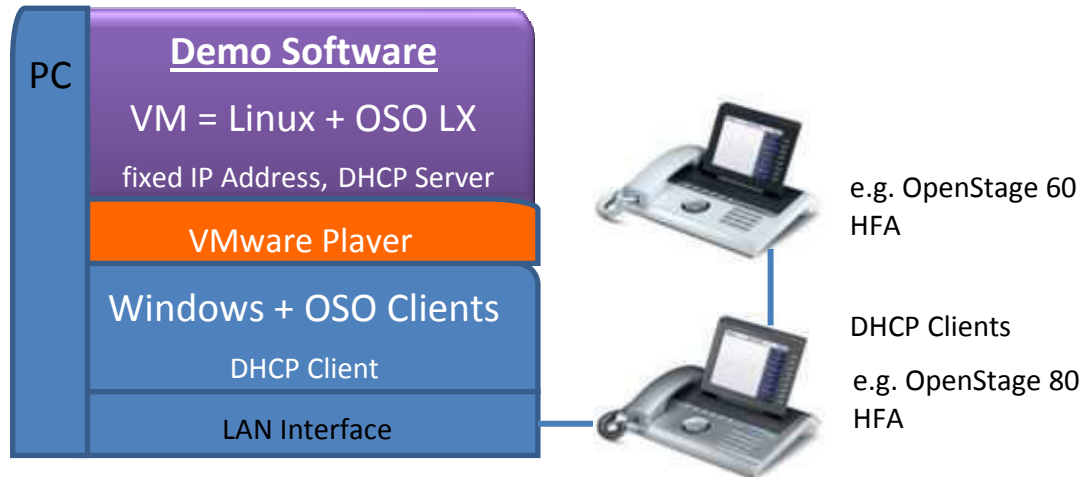 PC
Demo Software
VM = Linux + OSO LX
fixed IP Address, DHCP Server
VMware Plaver
Windows + OSO Clients
DHCP Client
LAN Interface
e.g. OpenStage 60
HFA
DHCP Clients
e.g. OpenStage 80
HFA